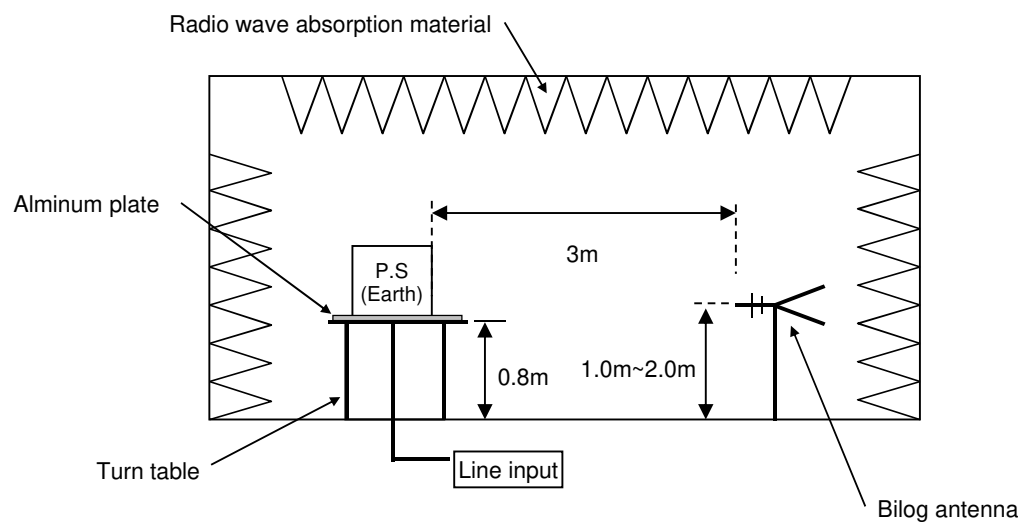 Radio wave absorption material
Alminum plate
P.S
(Earth)
3m
0.8m
1.0m~2.0m
Turn table
Line input
Bilog antenna